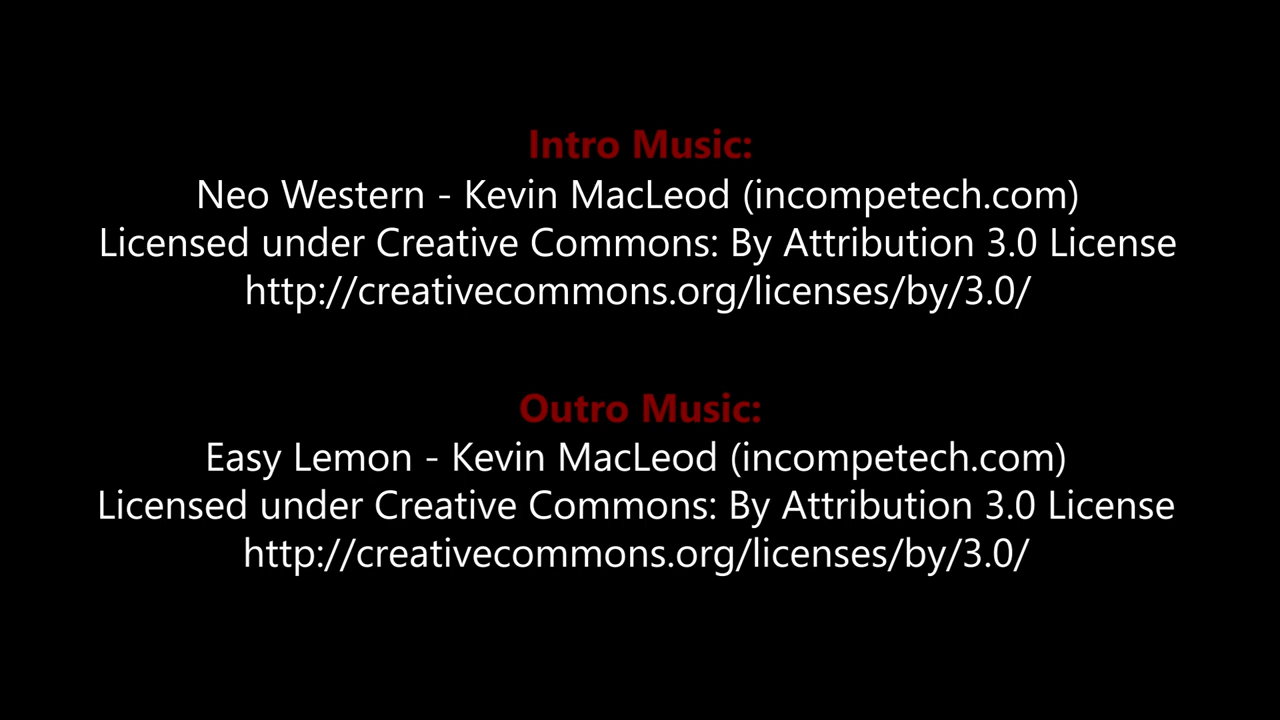 Intro Music:
Neo Western - Kevin MacLeod (incompetech.com)
Licensed under Creative Commons: By Attribution 3.0 License
http://creativecommons.org/licenses/by/3.0/
Outro Music:
Easy Lemon - Kevin MacLeod (incompetech.com)
Licensed under Creative Commons: By Attribution 3.0 License
http://creativecommons.org/licenses/by/3.0/